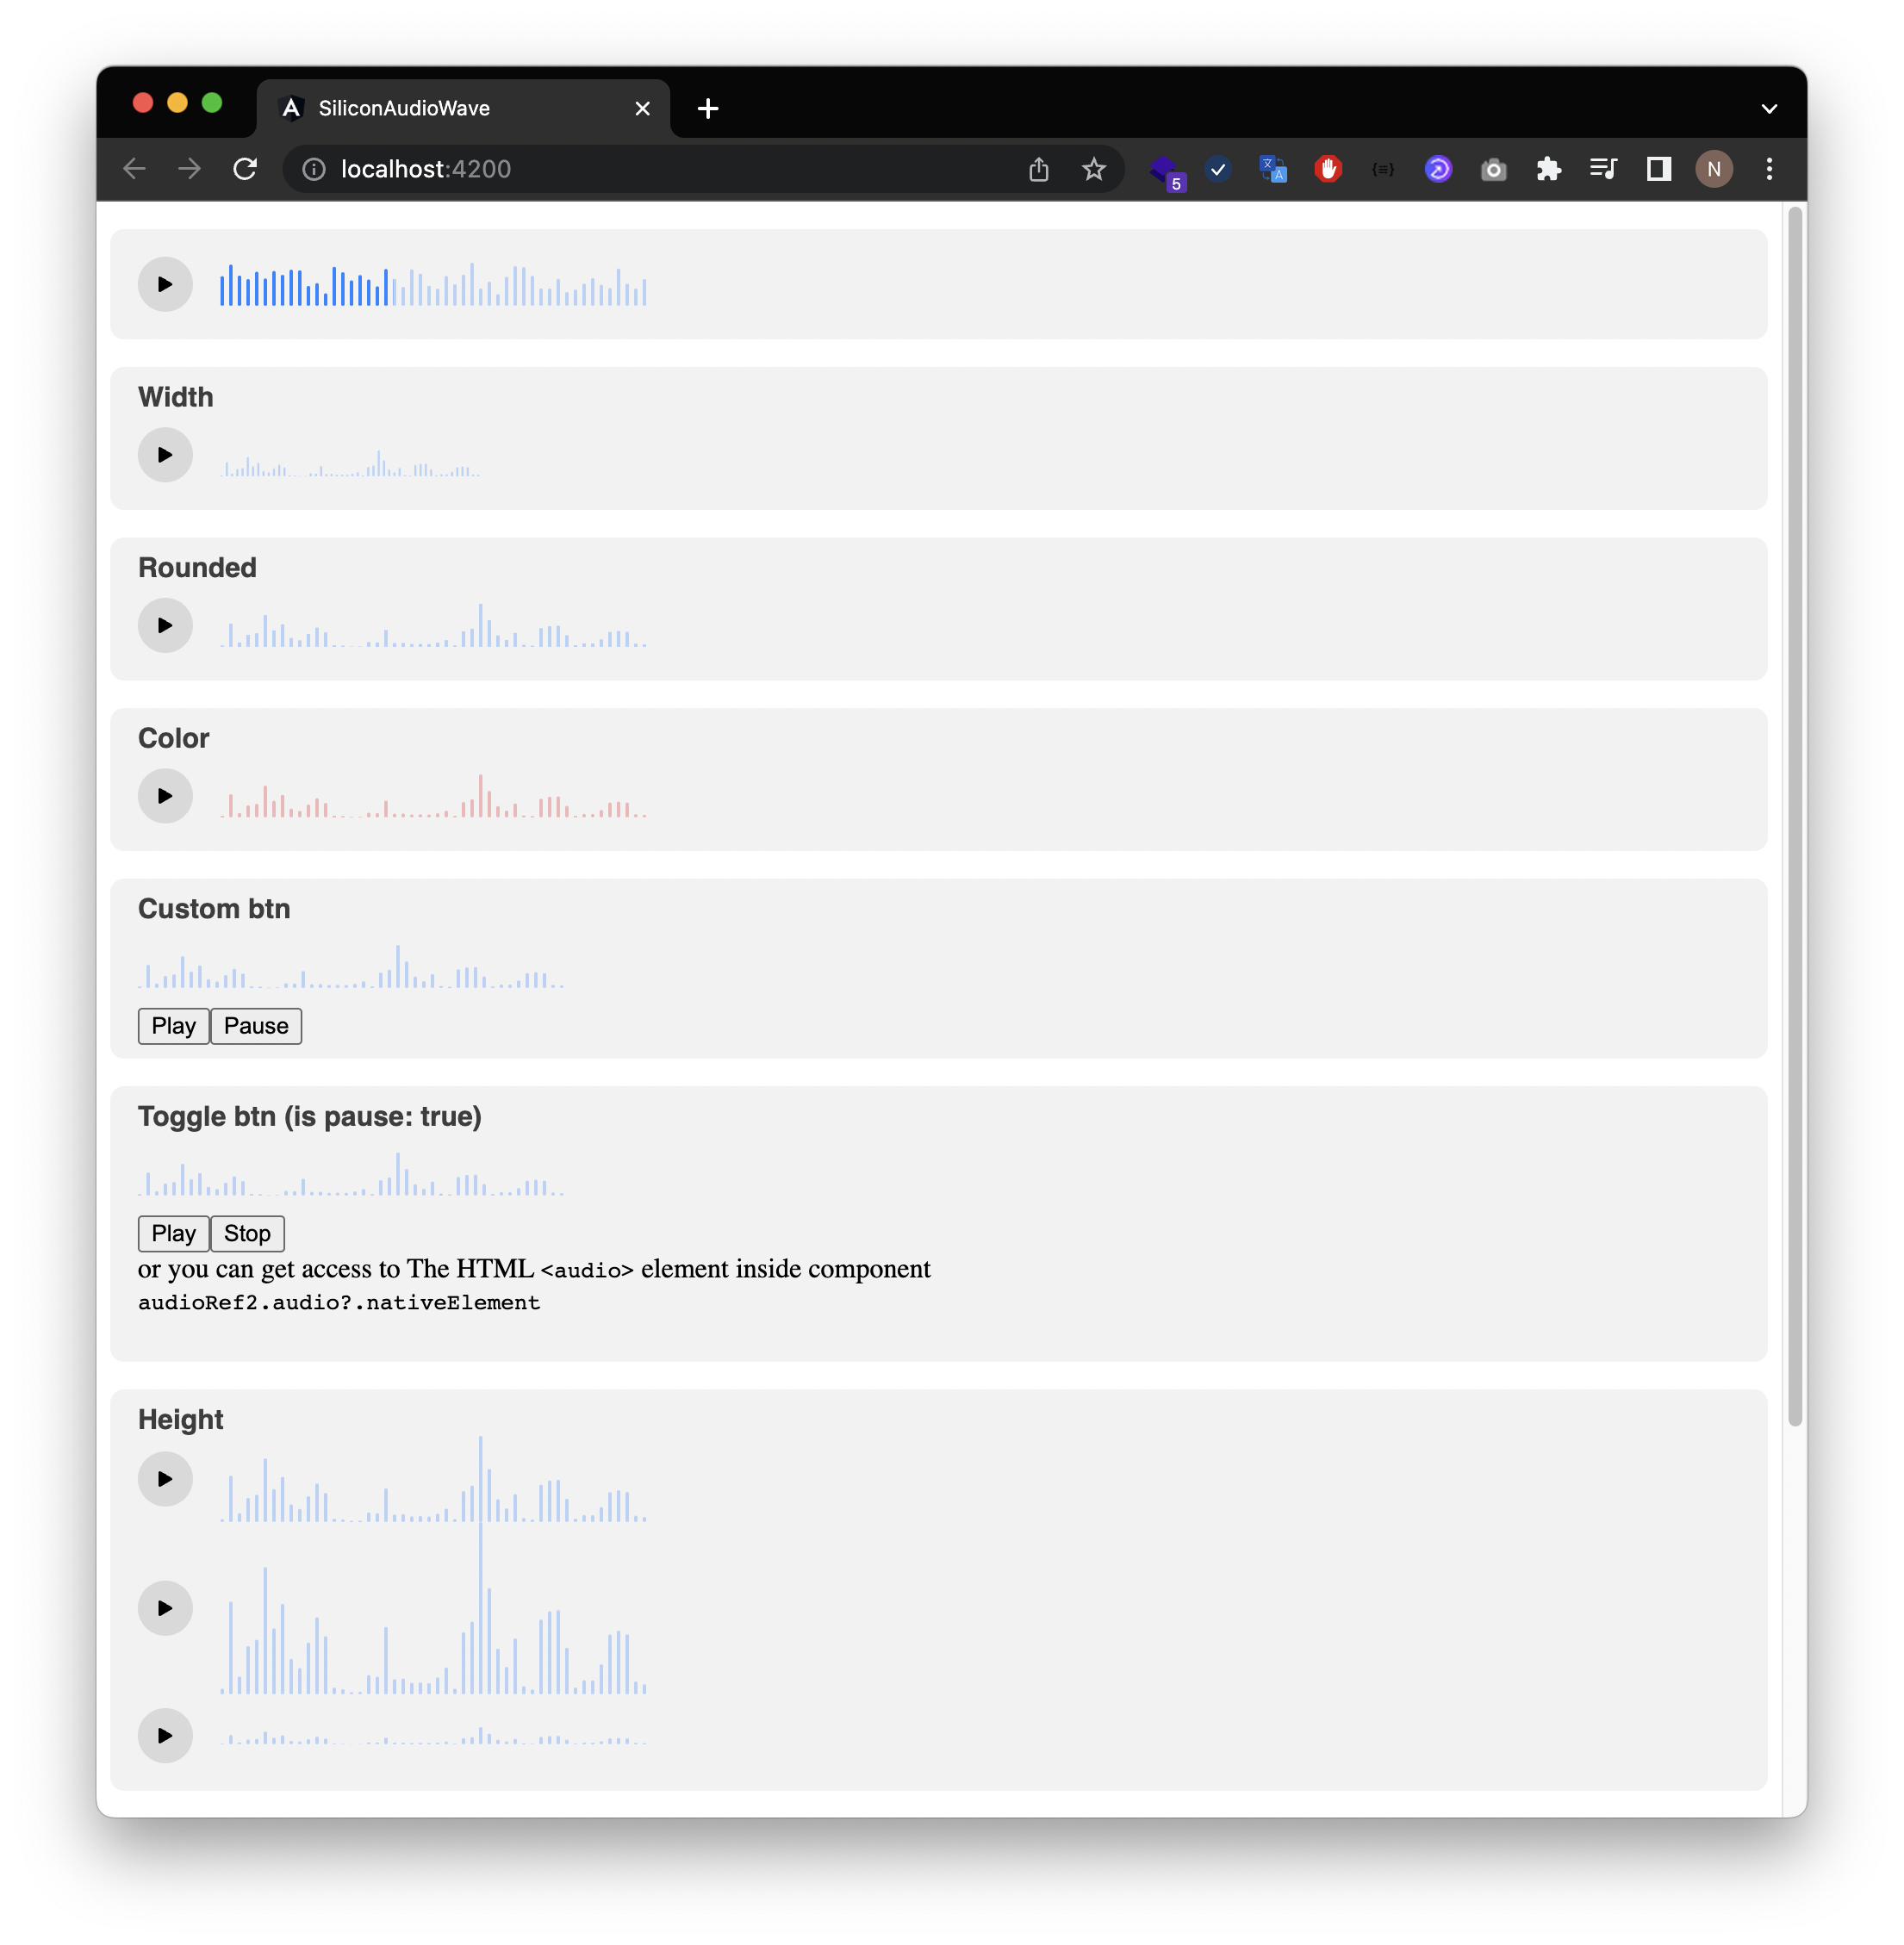 SiliconAudioWave
localhost:4200
5
N
Width
Rounded
Color
Custom btn
Play Pause
Toggle btn (is pause: true)
Play Stop
or you can get access to The HTML <audio> element inside component
audioRef2.audio?.nativeElement
Height